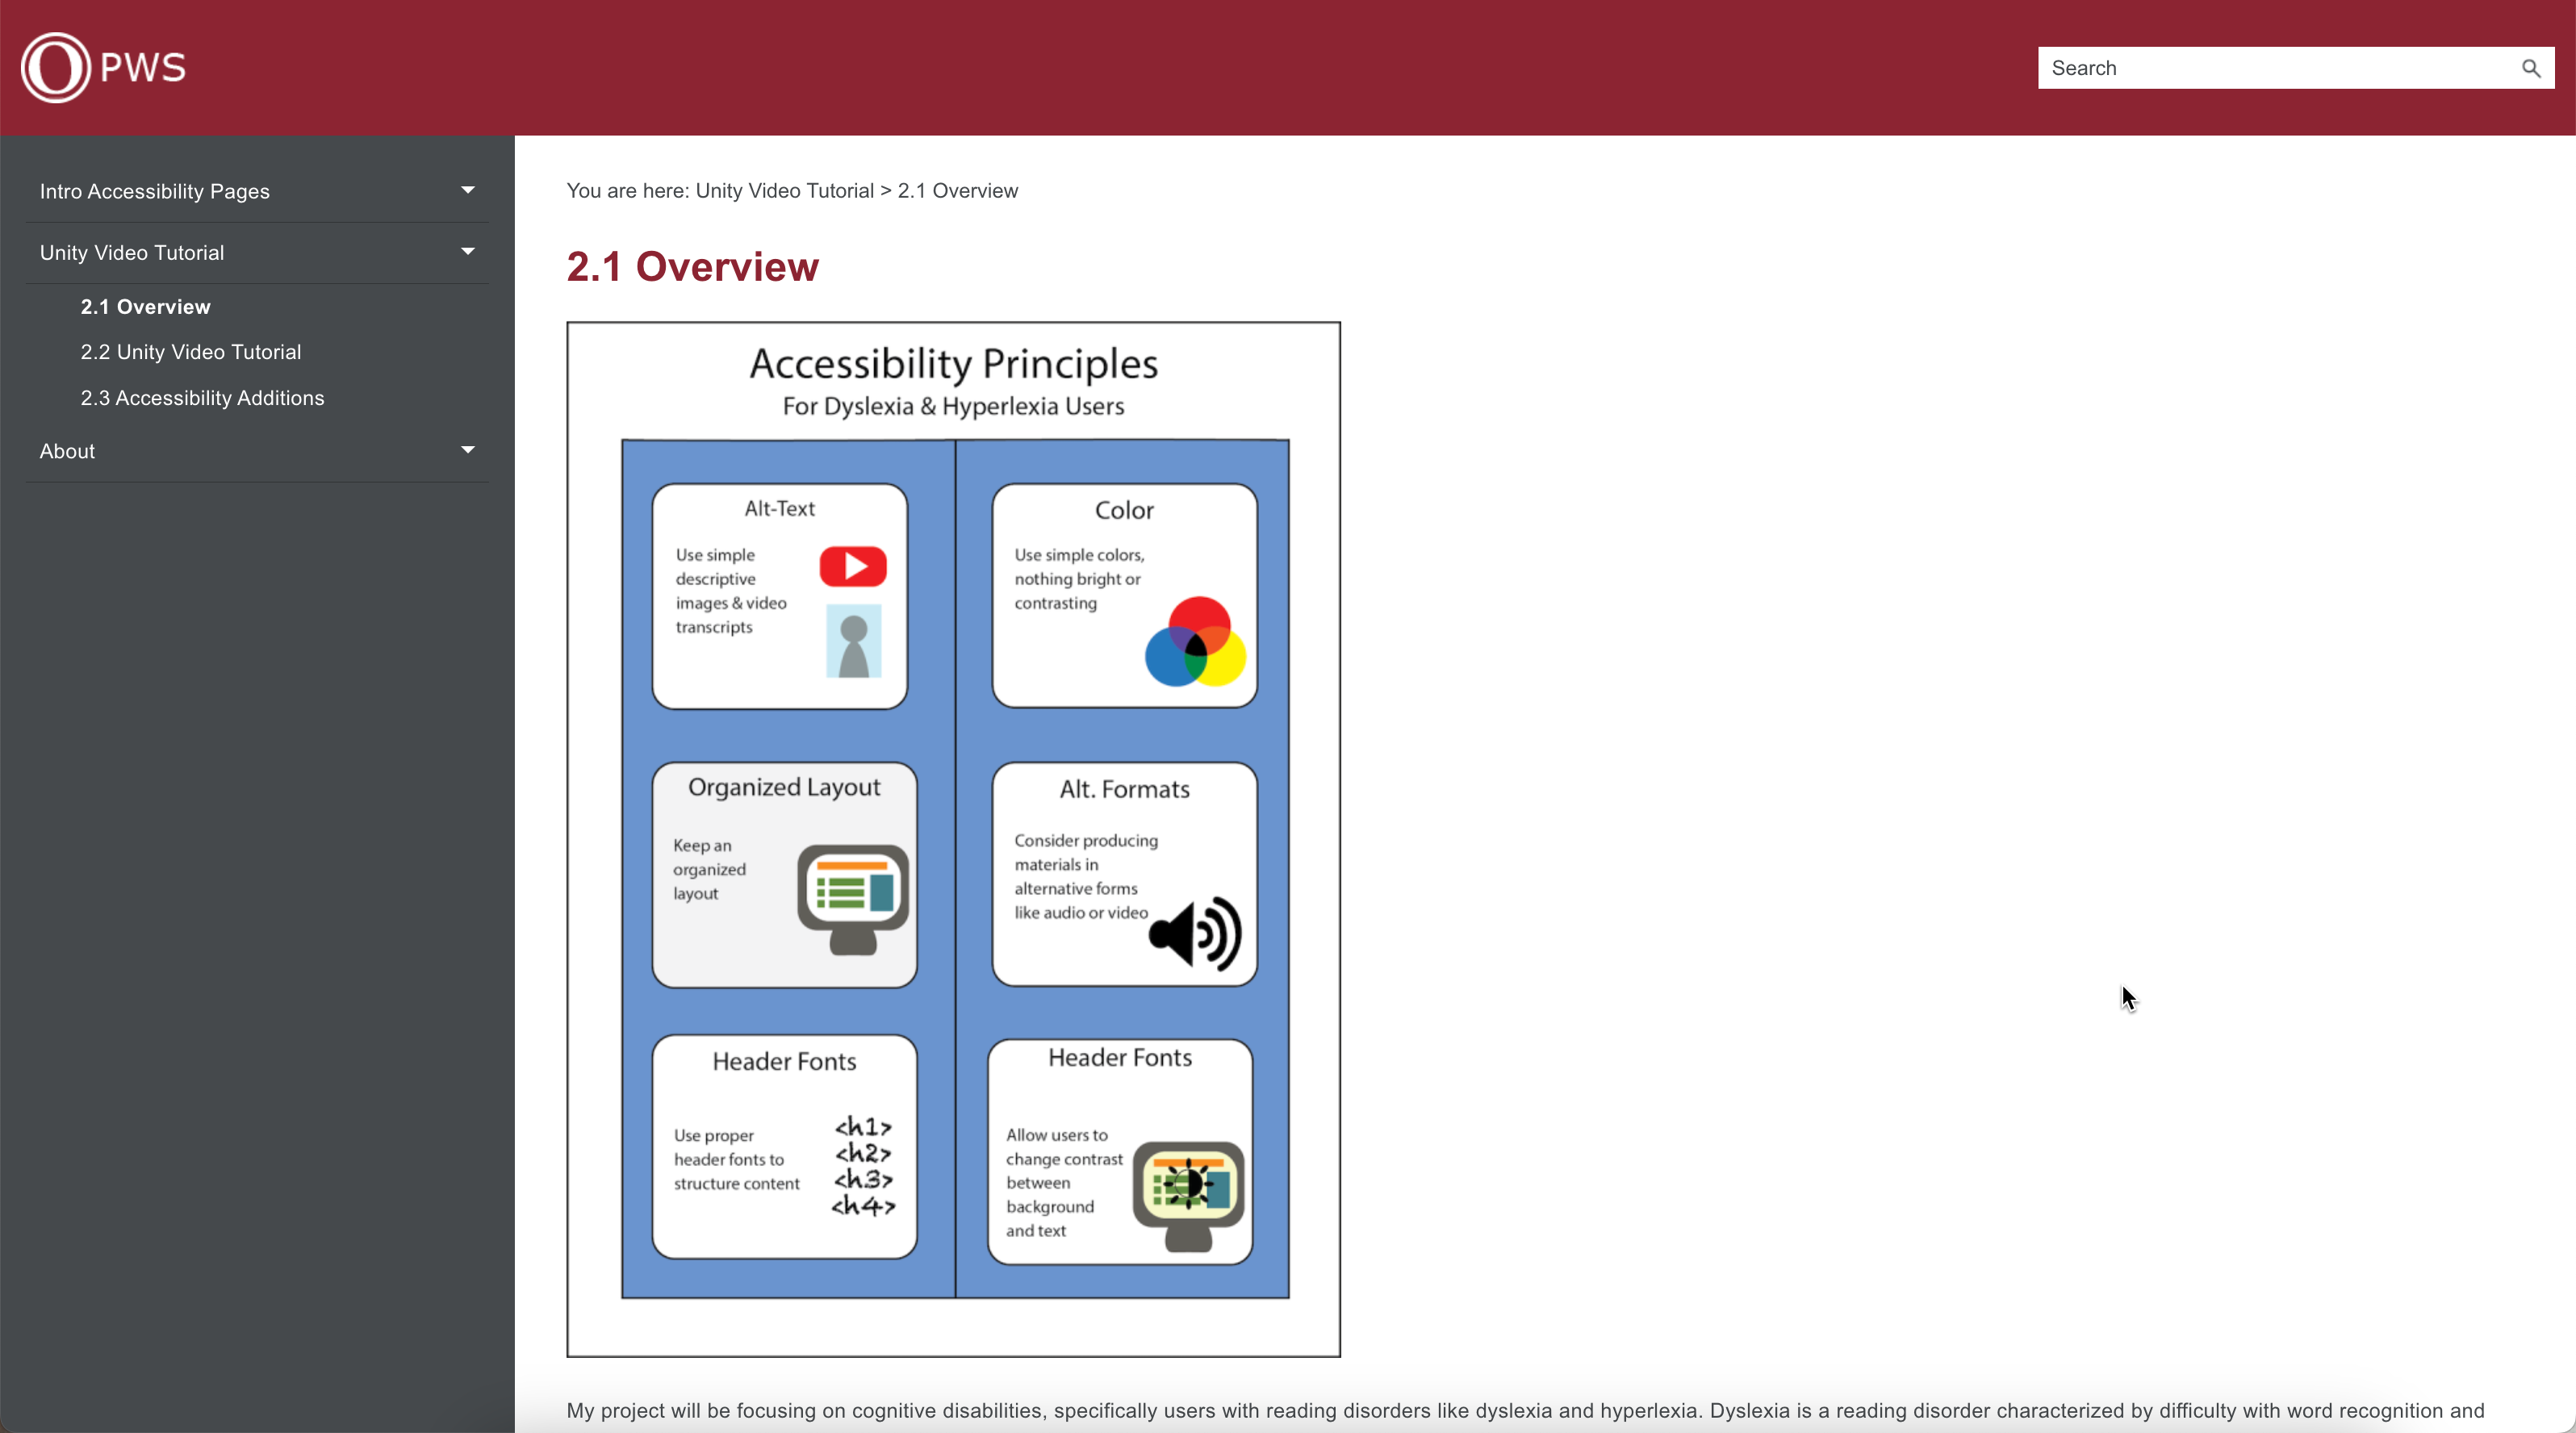 O PWS
Search
Intro Accessibility Pages
Unity Video Tutorial
2.1 Overview
2.2 Unity Video Tutorial
2.3 Accessibility Additions
About
You are here: Unity Video Tutorial > 2.1 Overview
2.1 Overview
Accessibility Principles
For Dyslexia & Hyperlexia Users
Alt-Text
Use simple
descriptive
images & video
transcripts
Color
Use simple colors,
nothing bright or
contrasting
Organized Layout
Keep an
organized
layout
Alt. Formats
Consider producing
materials in
alternative forms
like audio or video
Header Fonts
Use proper
header fonts to
structure content
<h1>
<h2>
<h3>
<h4>
Header Fonts
Allow users to
change contrast
between
background
and text
My project will be focusing on cognitive disabilities, specifically users with reading disorders like dyslexia and hyperlexia. Dyslexia is a reading disorder characterized by difficulty with word recognition and